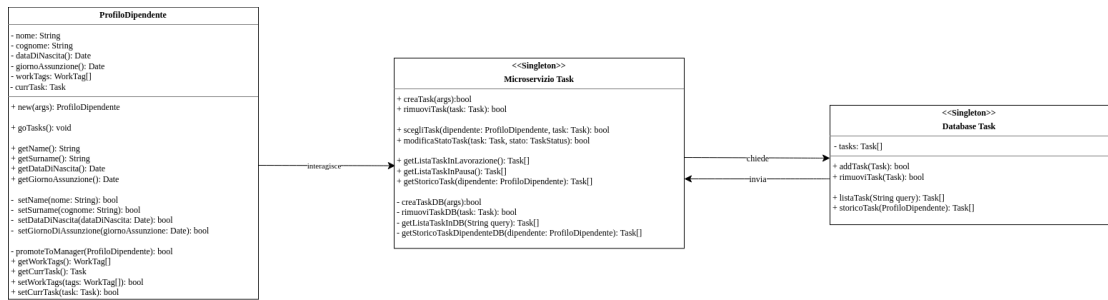 ProfiloDipendente
- nome: String
- cognome: String
- dataDiNascita(): Date
- giornoAssunzione(): Date
- workTags: WorkTag[]
- currTask: Task
+ new(args): ProfiloDipendente
+ goTasks(): void
+ getName(): String
+ getSurname(): String
+ getDataDiNascita(): Date
+ getGiornoAssunzione(): Date
- setName(nome: String): bool
- setSurname(cognome: String): bool
- setDataDiNascita(dataDiNascita: Date): bool
- setGiornoDiAssunzione(giornoAssunzione: Date): bool
- promoteToManager(ProfiloDipendente): bool
+ getWorkTags(): WorkTag[]
+ getCurrTask(): Task
+ setWorkTags(tags: WorkTag[]): bool
+ setCurrTask(task: Task): bool
interagisce
<<Singleton>>
Microservizio Task
+ creaTask(args):bool
+ rimuoviTask(task: Task): bool
+ scegliTask(dipendente: ProfiloDipendente, task: Task): bool
+ modificaStatoTask(task: Task, stato: TaskStatus): bool
+ getListaTaskInLavorazione(): Task[]
+ getListaTaskInPausa(): Task[]
+ getStoricoTask(dipendente: ProfiloDipendente): Task[]
- creaTaskDB(args):bool
- rimuoviTaskDB(task: Task): bool
- getListaTaskInDB(String query): Task[]
- getStoricoTaskDipendenteDB(dipendente: ProfiloDipendente): Task[]
chiede
invia
<<Singleton>>
Database Task
- tasks: Task[]
+ addTask(Task): bool
+ rimuoviTask(Task): bool
+ listaTask(String query): Task[]
+ storicoTask(ProfiloDipendente): Task[]